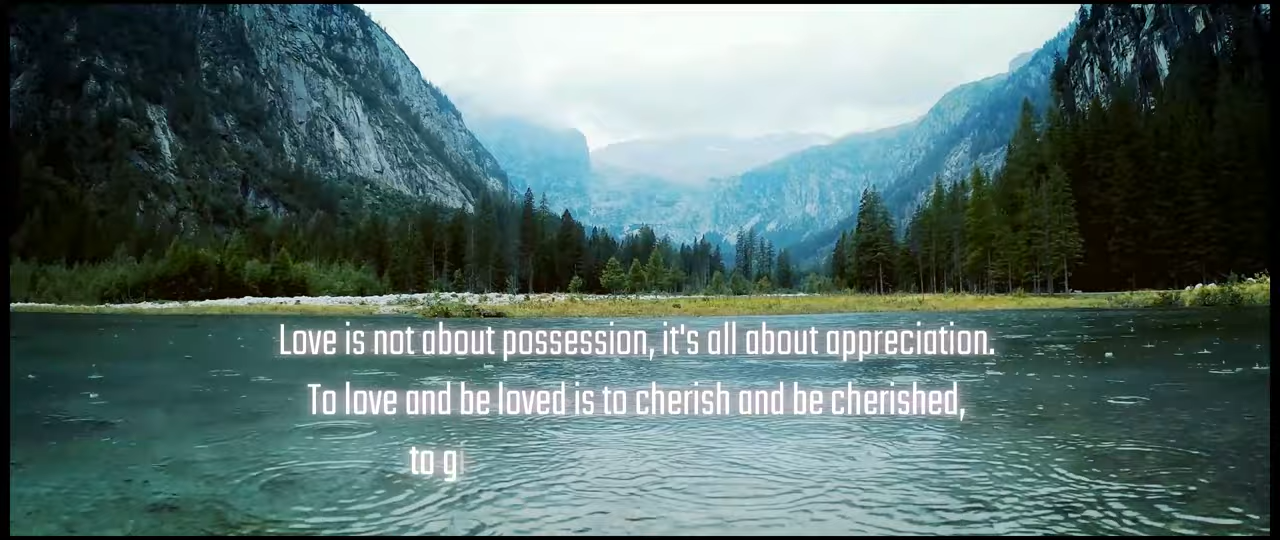 Love is not about possession, it's all about appreciation.
To love and be loved is to cherish and be cherished,
to g